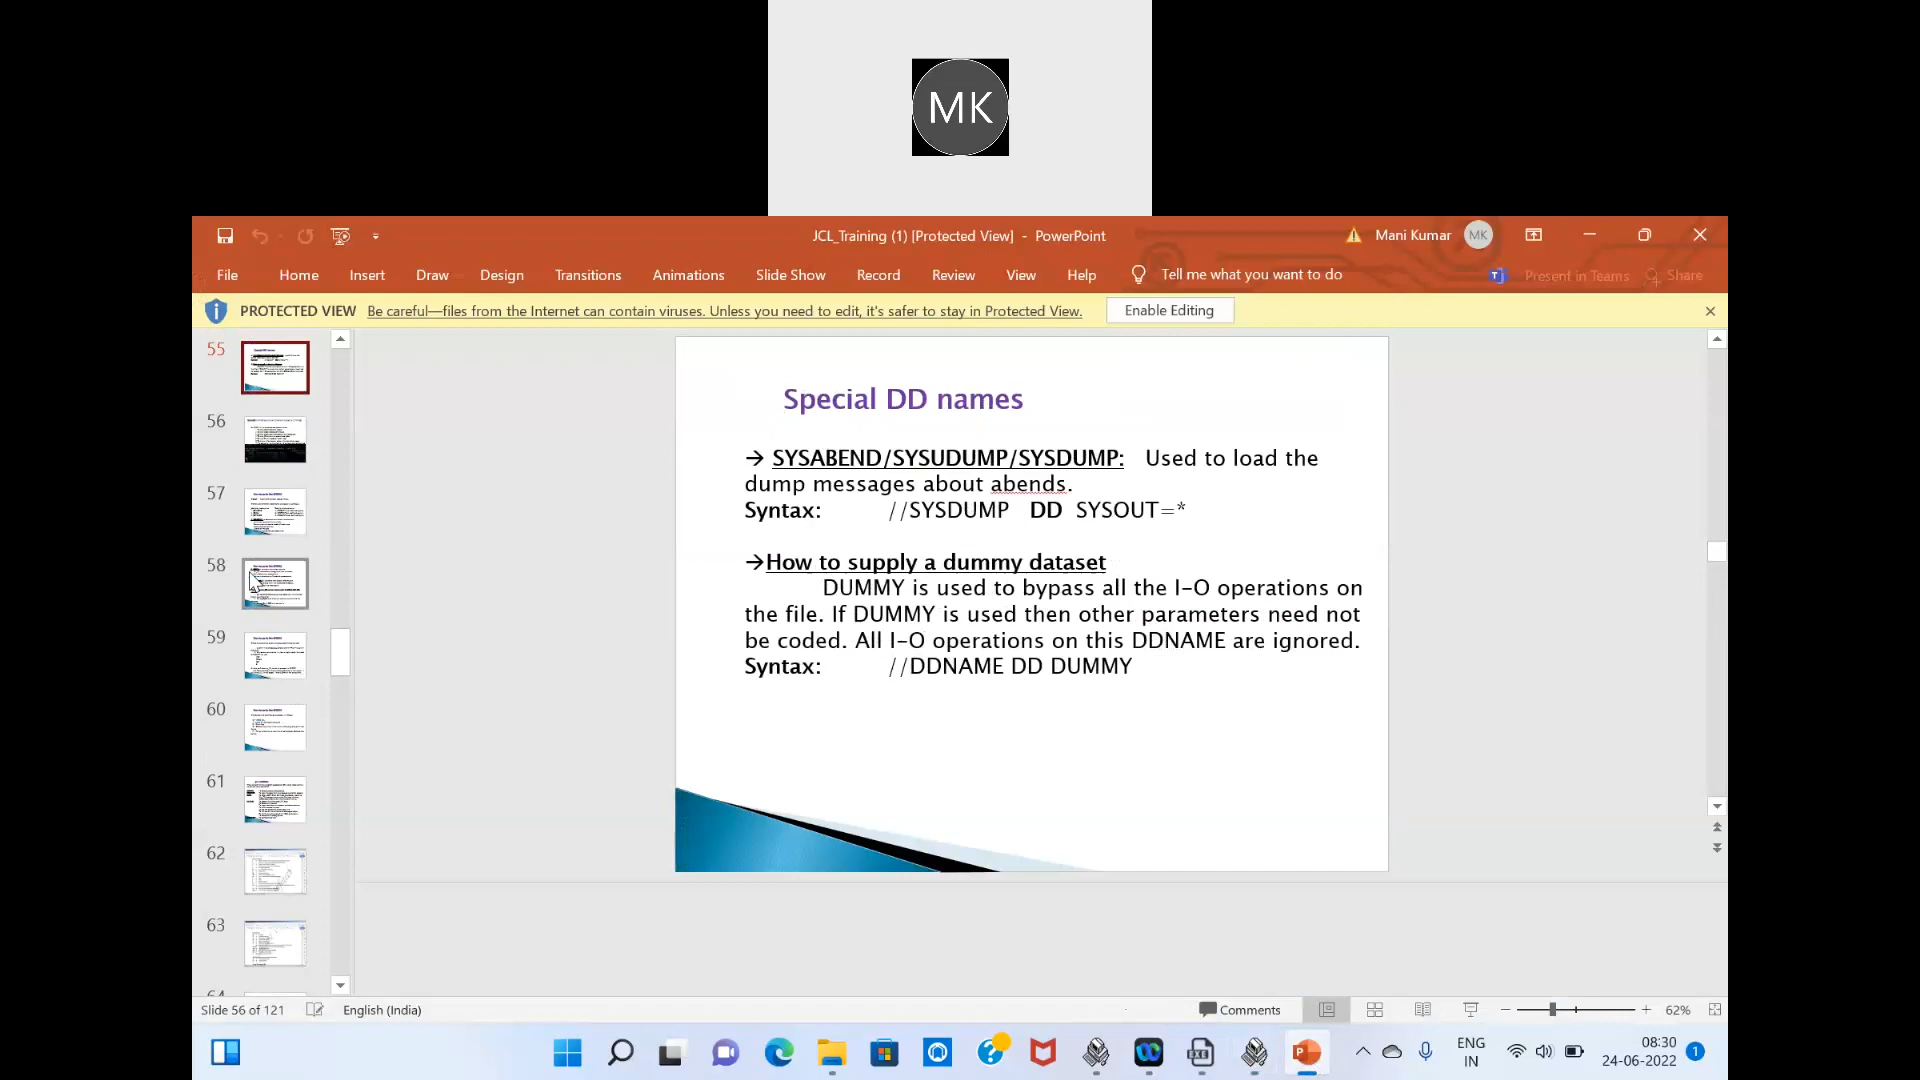 MK
JCL_Training (1) [Protected View] - PowerPoint
Mani Kumar
MK
File Home Insert Draw Design Transitions Animations Slide Show Record Review View Help Tell me what you want to do Present in Teams Share
PROTECTED VIEW Be careful—files from the Internet can contain viruses. Unless you need to edit, it's safer to stay in Protected View. Enable Editing
55
56
57
58
59
60
61
62
63
64
Special DD names
→ SYSABEND/SYSUDUMP/SYSDUMP: Used to load the
dump messages about abends.
Syntax: //SYSDUMP DD SYSOUT=*
→How to supply a dummy dataset
DUMMY is used to bypass all the I-O operations on
the file. If DUMMY is used then other parameters need not
be coded. All I-O operations on this DDNAME are ignored.
Syntax: //DDNAME DD DUMMY
Slide 56 of 121 English (India) Comments 62%
ENG
IN
08:30
24-06-2022
1